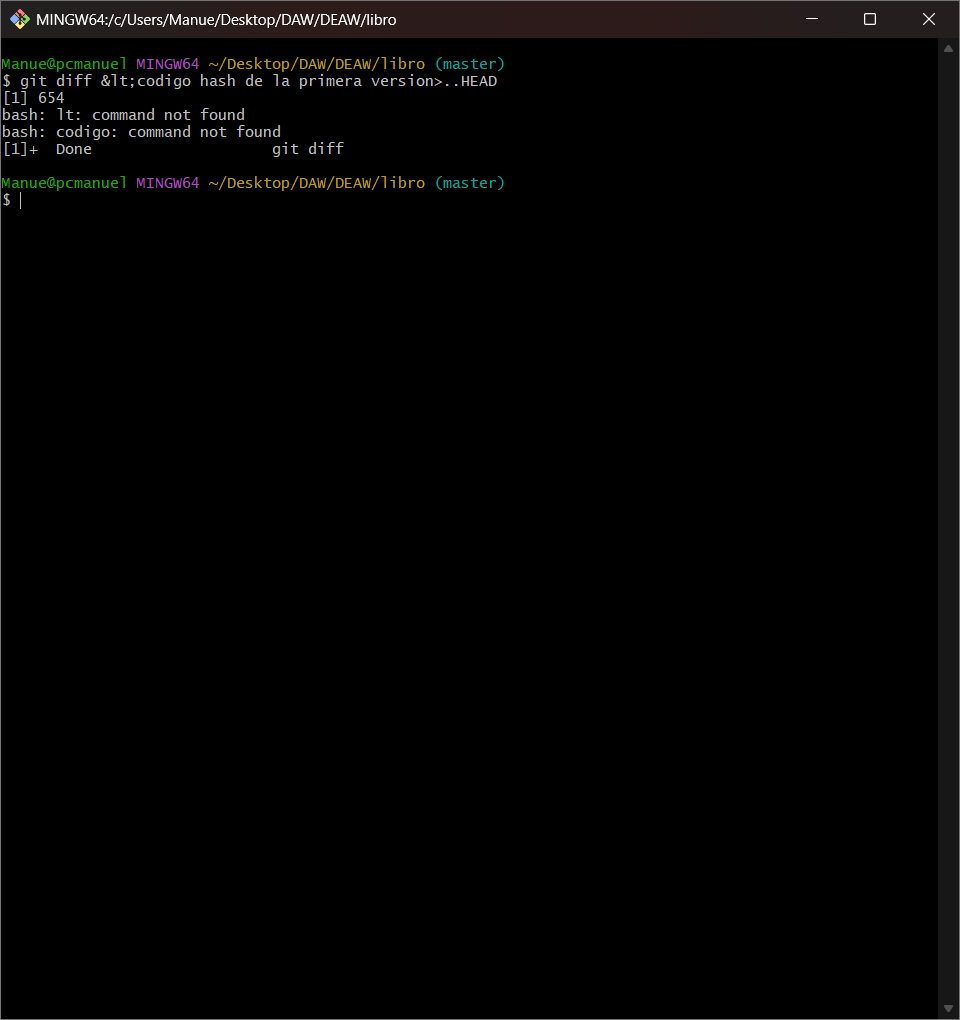 MINGW64:/c/Users/Manue/Desktop/DAW/DEAW/libro
Manue@pcmanuel MINGW64 ~/Desktop/DAW/DEAW/libro (master)
$ git diff &lt;codigo hash de la primera version>..HEAD
[1] 654
bash: lt: command not found
bash: codigo: command not found
[1]+  Done                    git diff
Manue@pcmanuel MINGW64 ~/Desktop/DAW/DEAW/libro (master)
$